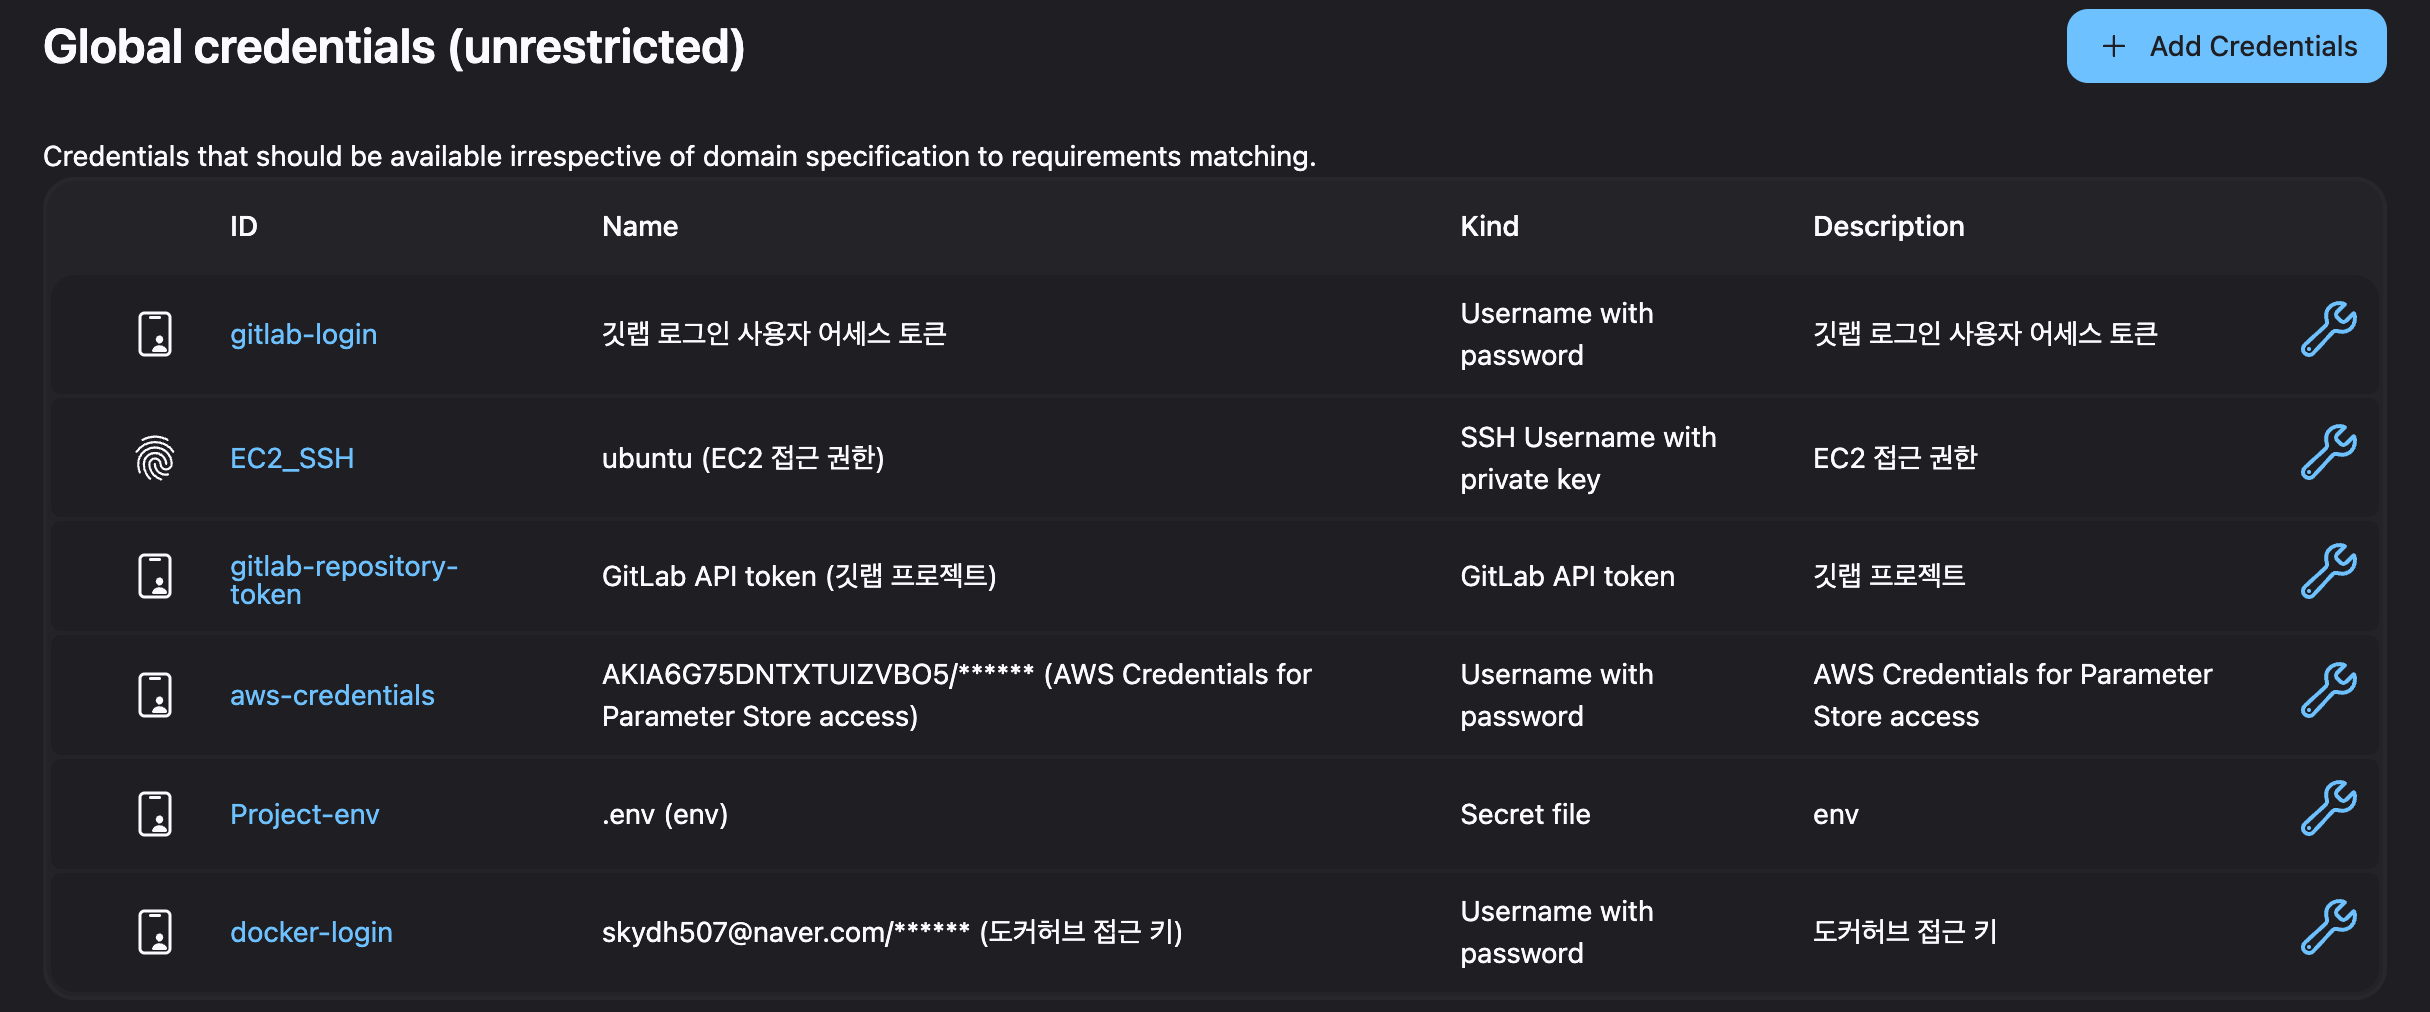 Global credentials (unrestricted)
+ Add Credentials
Credentials that should be available irrespective of domain specification to requirements matching.
ID Name Kind Description
gitlab-login 깃랩 로그인 사용자 어세스 토큰 Username with password 깃랩 로그인 사용자 어세스 토큰
EC2_SSH ubuntu (EC2 접근 권한) SSH Username with private key EC2 접근 권한
gitlab-repository-token GitLab API token (깃랩 프로젝트) GitLab API token 깃랩 프로젝트
aws-credentials AKIA6G75DNTXTUIZVBO5/****** (AWS Credentials for Parameter Store access) Username with password AWS Credentials for Parameter Store access
Project-env .env (env) Secret file env
docker-login skydh507@naver.com/****** (도커허브 접근 키) Username with password 도커허브 접근 키